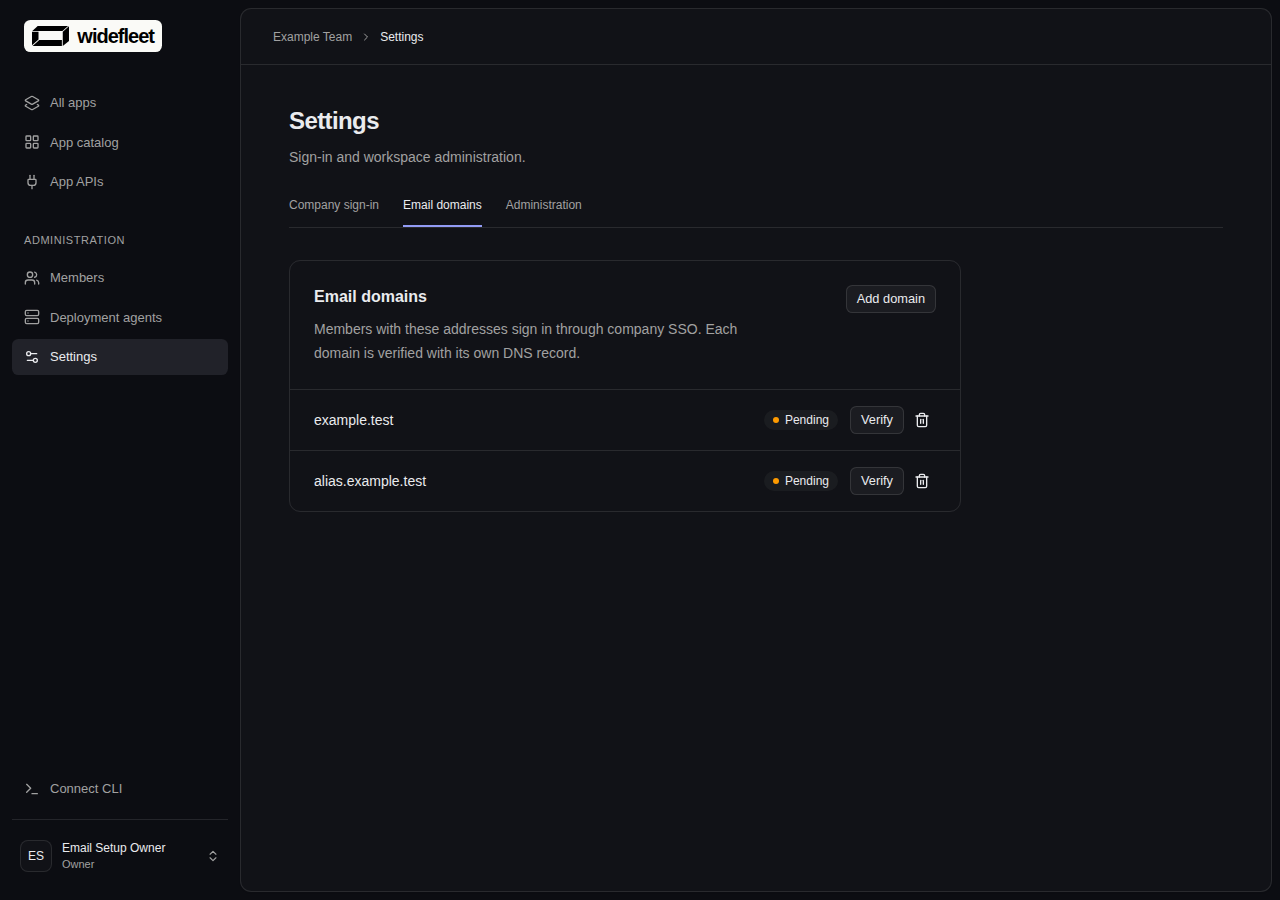 widefleet
Example Team
Settings
All apps
App catalog
App APIs
ADMINISTRATION
Members
Deployment agents
Settings
Connect CLI
ES
Email Setup Owner
Owner
Settings
Sign-in and workspace administration.
Company sign-in
Email domains
Administration
Email domains
Add domain
Members with these addresses sign in through company SSO. Each
domain is verified with its own DNS record.
example.test
Pending
Verify
alias.example.test
Pending
Verify